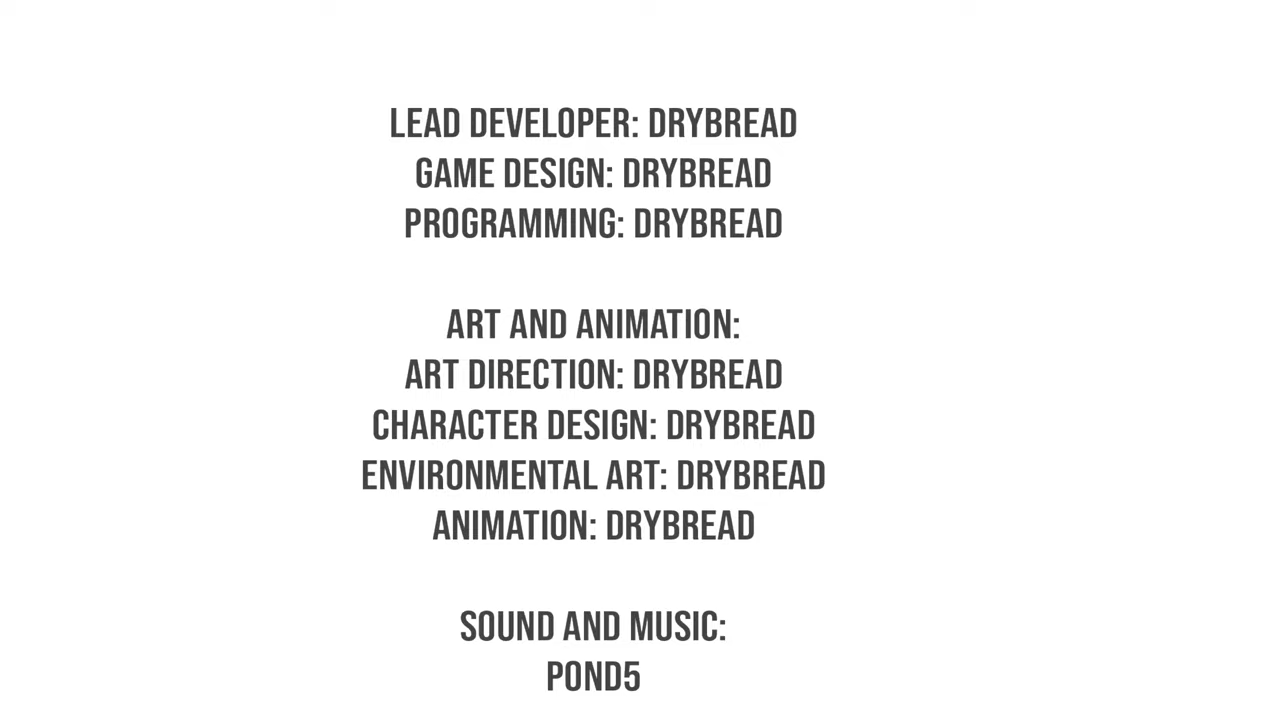 LEAD DEVELOPER: DRYBREAD
GAME DESIGN: DRYBREAD
PROGRAMMING: DRYBREAD
ART AND ANIMATION:
ART DIRECTION: DRYBREAD
CHARACTER DESIGN: DRYBREAD
ENVIRONMENTAL ART: DRYBREAD
ANIMATION: DRYBREAD
SOUND AND MUSIC:
POND5